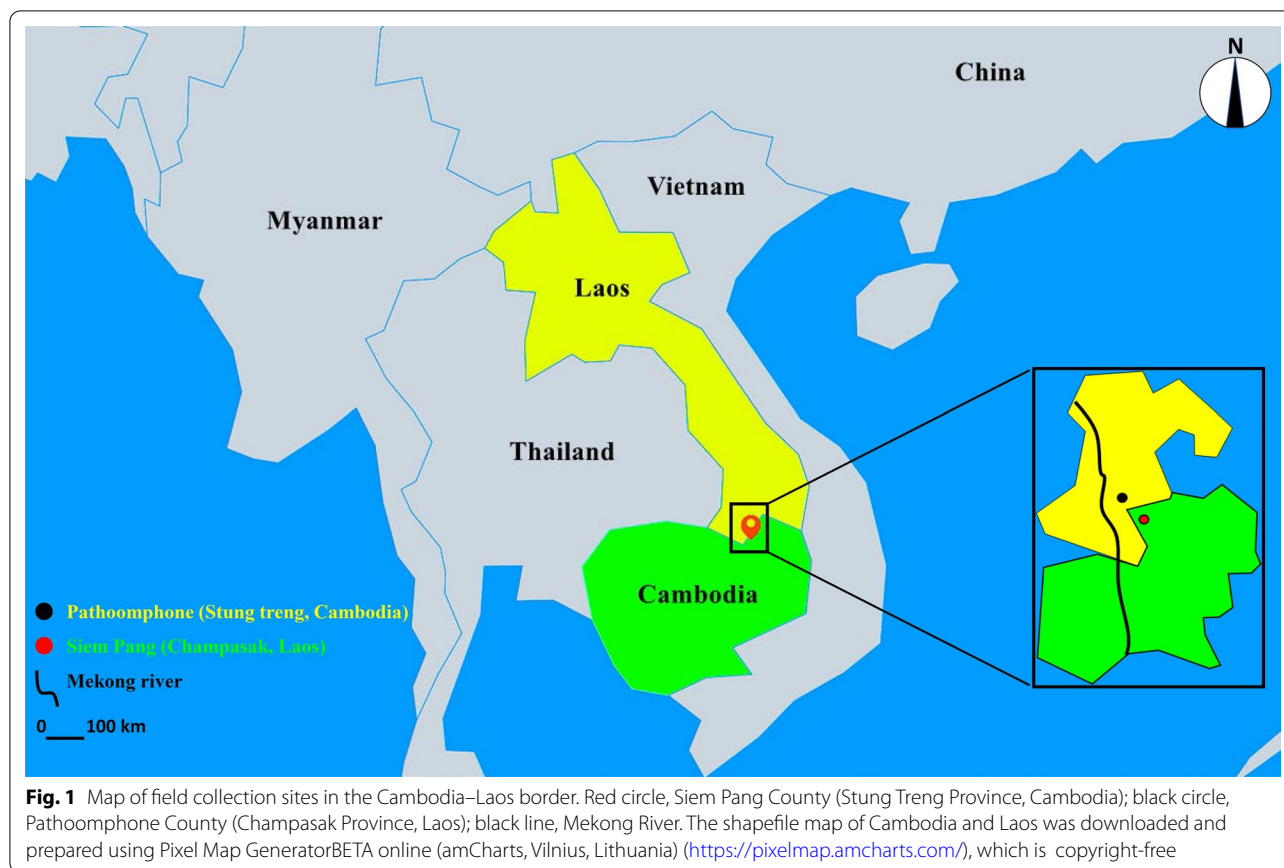 N
China
Vietnam
Myanmar
Laos
Thailand
Cambodia
Pathoomphone (Stung treng, Cambodia)
Siem Pang (Champasak, Laos)
Mekong river
0 100 km
Fig. 1 Map of field collection sites in the Cambodia–Laos border. Red circle, Siem Pang County (Stung Treng Province, Cambodia); black circle,
Pathoomphone County (Champasak Province, Laos); black line, Mekong River. The shapefile map of Cambodia and Laos was downloaded and
prepared using Pixel Map GeneratorBETA online (amCharts, Vilnius, Lithuania) (https://pixelmap.amcharts.com/), which is copyright-free